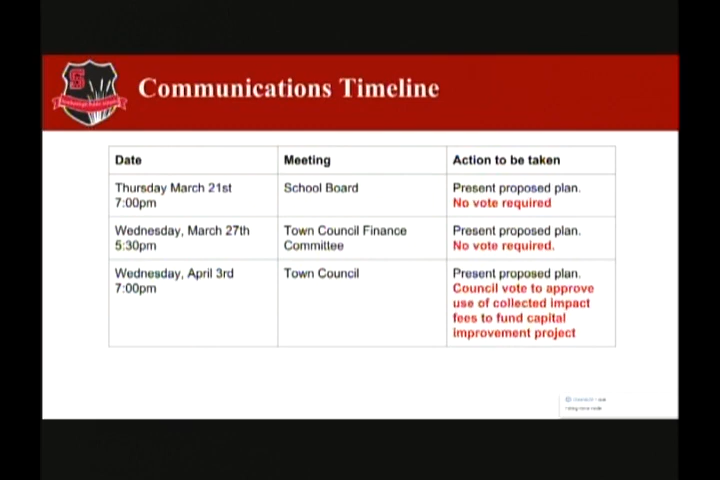 S
Communications Timeline
Date Meeting Action to be taken
Thursday March 21st
7:00pm
School Board
Present proposed plan.
No vote required
Wednesday, March 27th
5:30pm
Town Council Finance
Committee
Present proposed plan.
No vote required.
Wednesday, April 3rd
7:00pm
Town Council
Present proposed plan.
Council vote to approve
use of collected impact
fees to fund capital
improvement project